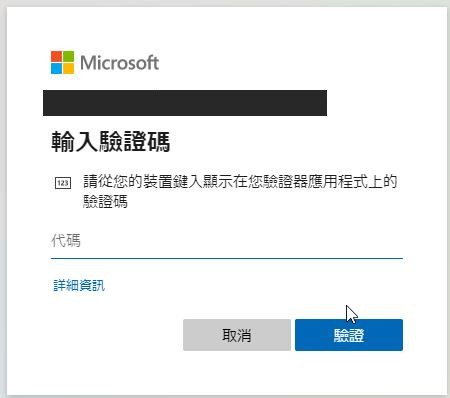 Microsoft
輸入驗證碼
123
請從您的裝置鍵入顯示在您驗證器應用程式上的
驗證碼
代碼
詳細資訊
取消
驗證